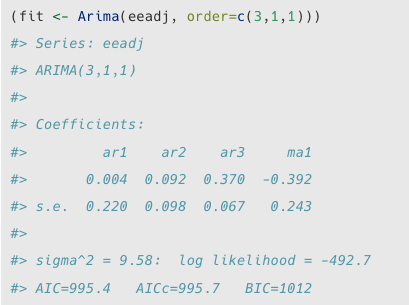 (fit <- Arima(eeadj, order=c(3,1,1)))
#> Series: eeadj
#> ARIMA(3,1,1)
#>
#> Coefficients:
#>         ar1    ar2    ar3     ma1
#>       0.004  0.092  0.370  -0.392
#> s.e.  0.220  0.098  0.067   0.243
#>
#> sigma^2 = 9.58:  log likelihood = -492.7
#> AIC=995.4   AICc=995.7   BIC=1012